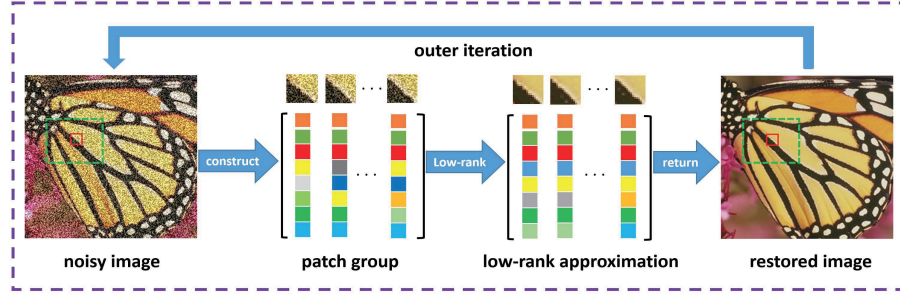 outer iteration
construct
Low-rank
return
noisy image
patch group
low-rank approximation
restored image